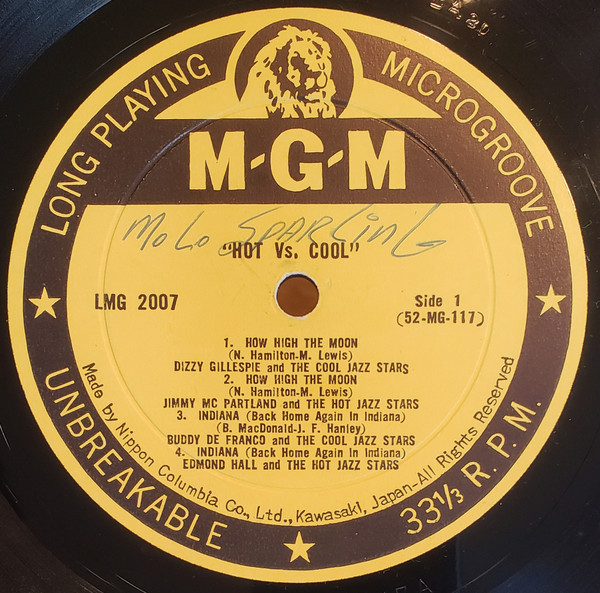 LONG PLAYING
MICROGROOVE
M-G-M
"HOT Vs. COOL"
LMG 2007
Side 1
(52-MG-117)
1. HOW HIGH THE MOON
(N. Hamilton-M. Lewis)
DIZZY GILLESPIE and THE COOL JAZZ STARS
2. HOW HIGH THE MOON
(N. Hamilton-M. Lewis)
JIMMY MC PARTLAND and THE HOT JAZZ STARS
3. INDIANA (Back Home Again In Indiana)
(B. MacDonald-J. F. Hanley)
BUDDY DE FRANCO and THE COOL JAZZ STARS
4. INDIANA (Back Home Again In Indiana)
EDMOND HALL and THE HOT JAZZ STARS
Made by Nippon Columbia Co., Ltd., Kawasaki, Japan-All Rights Reserved
UNBREAKABLE
33⅓ R.P.M.